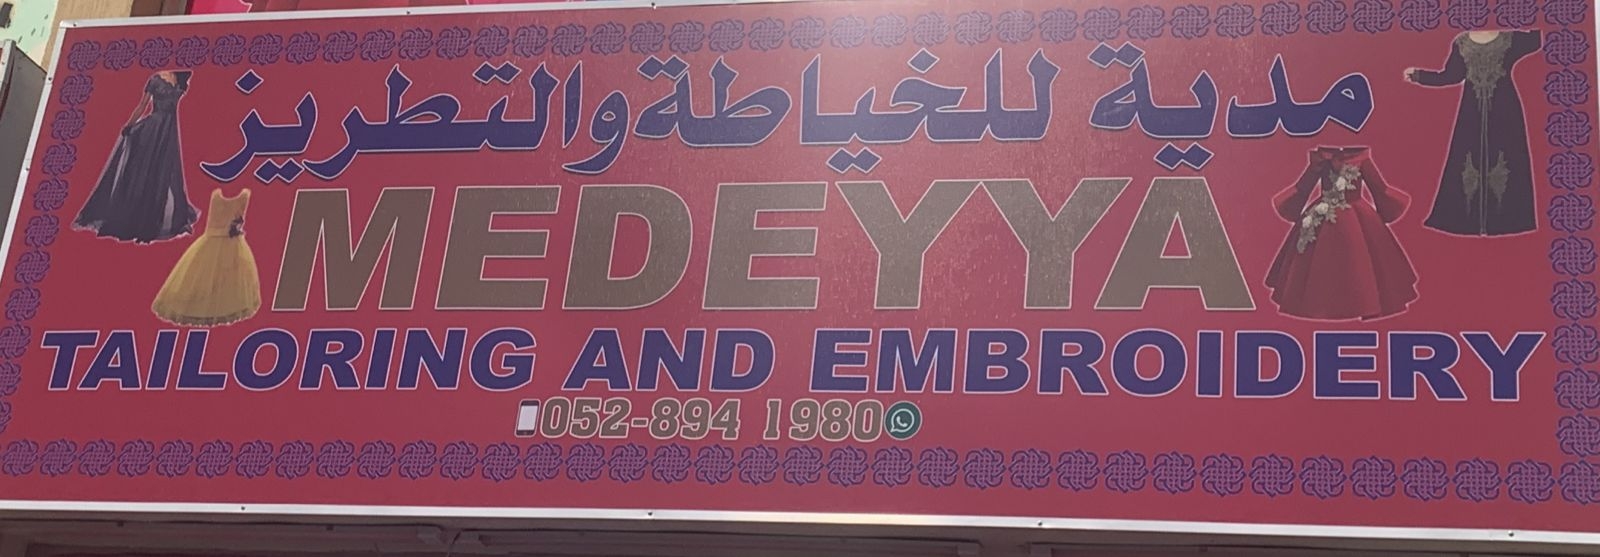 مدية للخياطة والتطريز
MEDEYYA
TAILORING AND EMBROIDERY
052-894 1980